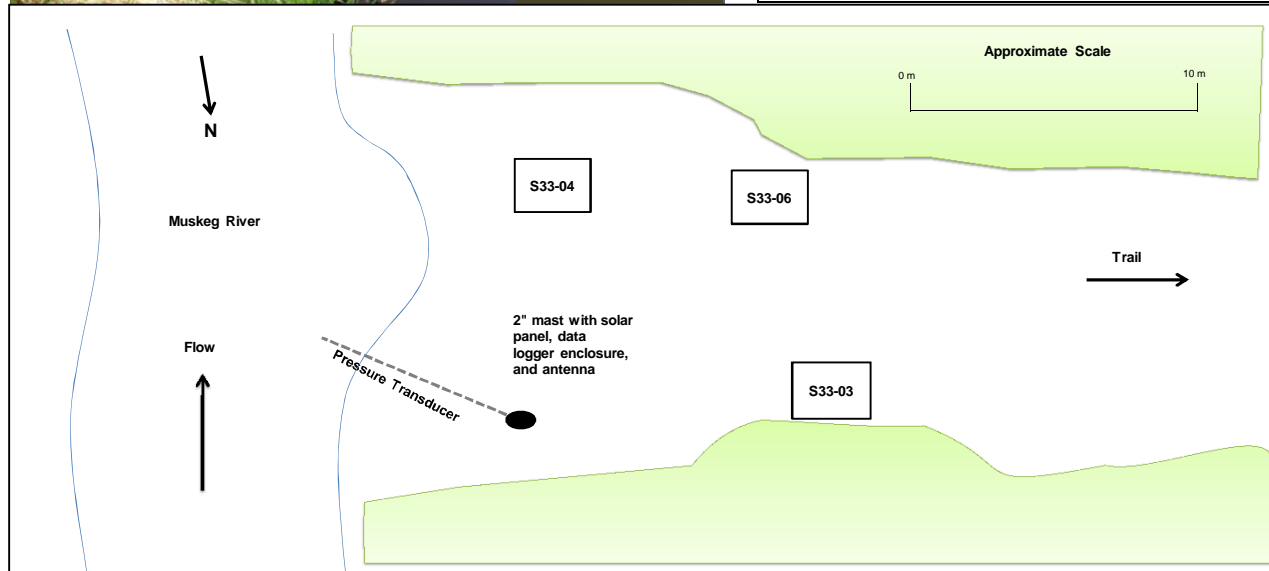 Approximate Scale
0 m
10 m
N
S33-04
S33-06
Muskeg River
Trail
2" mast with solar
panel, data
logger enclosure,
and antenna
Flow
Pressure Transducer
S33-03